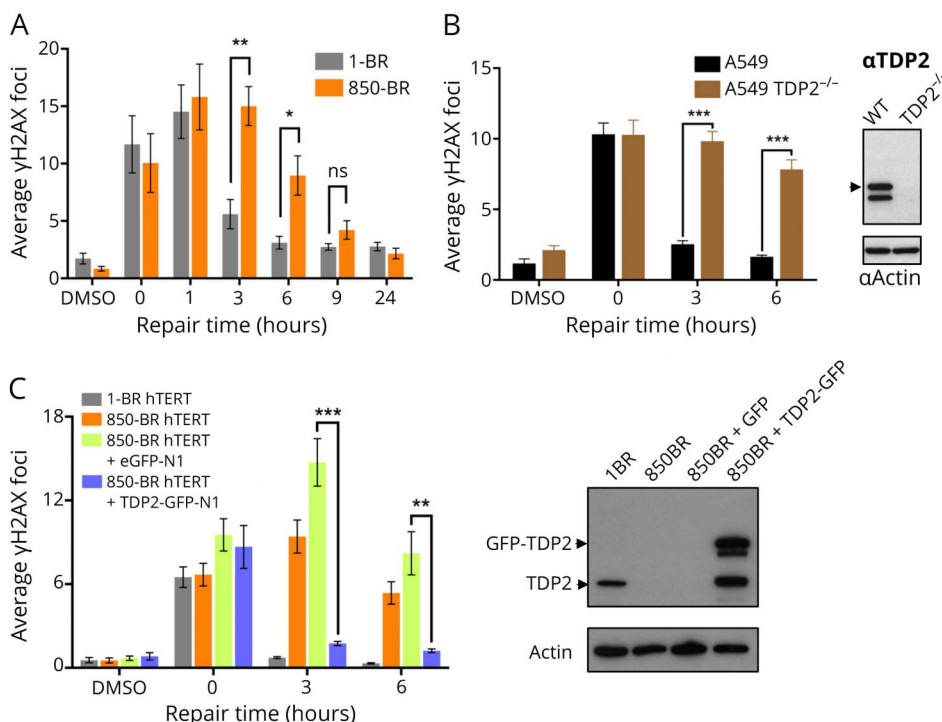 A
Average γH2AX foci
20
15
10
5
0
1-BR
850-BR
**
*
ns
DMSO 0 1 3 6 9 24
Repair time (hours)
B
Average γH2AX foci
15
10
5
0
A549
A549 TDP2⁻/⁻
***
***
DMSO 0 3 6
Repair time (hours)
αTDP2
WT TDP2⁻/⁻
αActin
C
Average γH2AX foci
18
12
6
0
1-BR hTERT
850-BR hTERT
850-BR hTERT
+ eGFP-N1
850-BR hTERT
+ TDP2-GFP-N1
***
**
DMSO 0 3 6
Repair time (hours)
1BR
850BR
850BR + GFP
850BR + TDP2-GFP
GFP-TDP2
TDP2
Actin